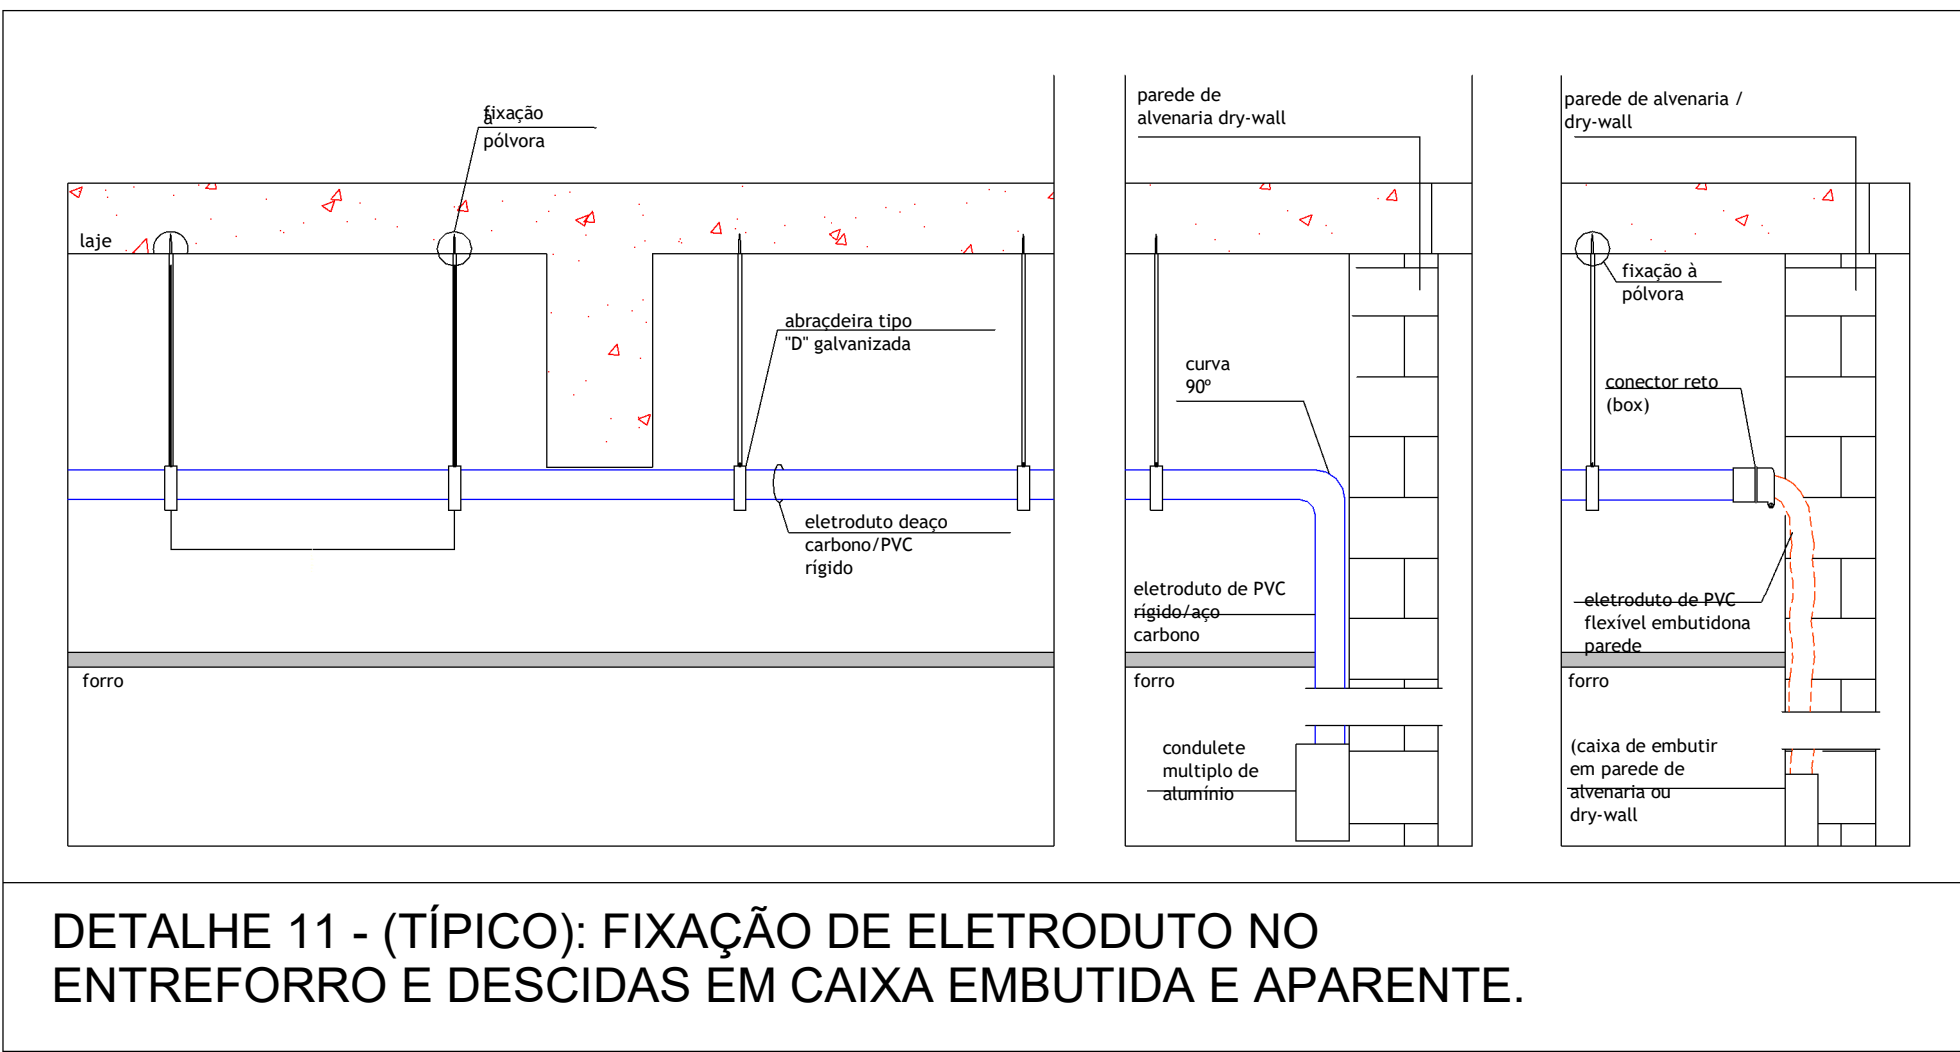 fixação
à
pólvora
laje
abraçdeira tipo
"D" galvanizada
eletroduto deaço
carbono/PVC
rígido
forro
parede de
alvenaria dry-wall
curva
90º
eletroduto de PVC
rígido/aço
carbono
forro
condulete
multiplo de
alumínio
parede de alvenaria /
dry-wall
fixação à
pólvora
conector reto
(box)
eletroduto de PVC
flexível embutidona
parede
forro
(caixa de embutir
em parede de
alvenaria ou
dry-wall
DETALHE 11 - (TÍPICO): FIXAÇÃO DE ELETRODUTO NO
ENTREFORRO E DESCIDAS EM CAIXA EMBUTIDA E APARENTE.